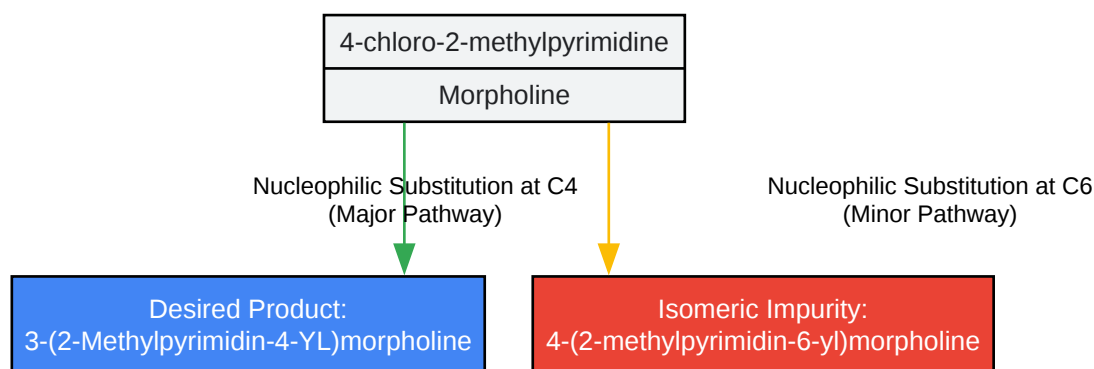 4-chloro-2-methylpyrimidine
Morpholine
Nucleophilic Substitution at C4
(Major Pathway)
Nucleophilic Substitution at C6
(Minor Pathway)
Desired Product:
3-(2-Methylpyrimidin-4-YL)morpholine
Isomeric Impurity:
4-(2-methylpyrimidin-6-yl)morpholine